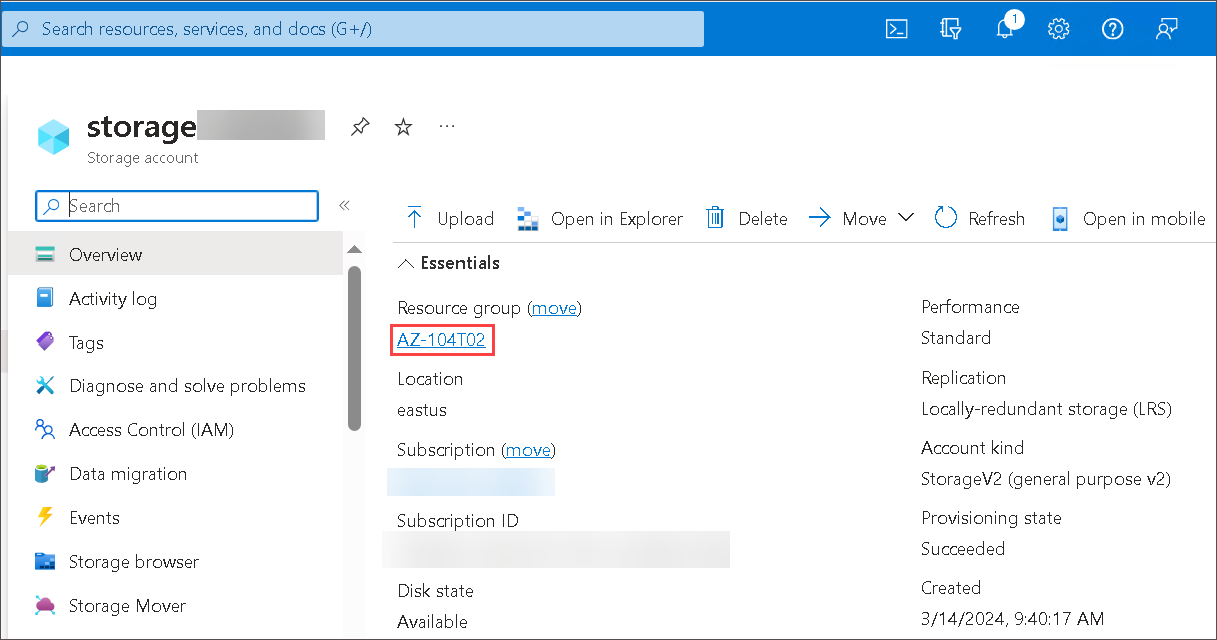 Search resources, services, and docs (G+/)
1
storage
Storage account
Search
«
Overview
Activity log
Tags
Diagnose and solve problems
Access Control (IAM)
Data migration
Events
Storage browser
Storage Mover
Upload
Open in Explorer
Delete
Move
Refresh
Open in mobile
Essentials
Resource group (move)
AZ-104T02
Location
eastus
Subscription (move)
Subscription ID
Disk state
Available
Performance
Standard
Replication
Locally-redundant storage (LRS)
Account kind
StorageV2 (general purpose v2)
Provisioning state
Succeeded
Created
3/14/2024, 9:40:17 AM